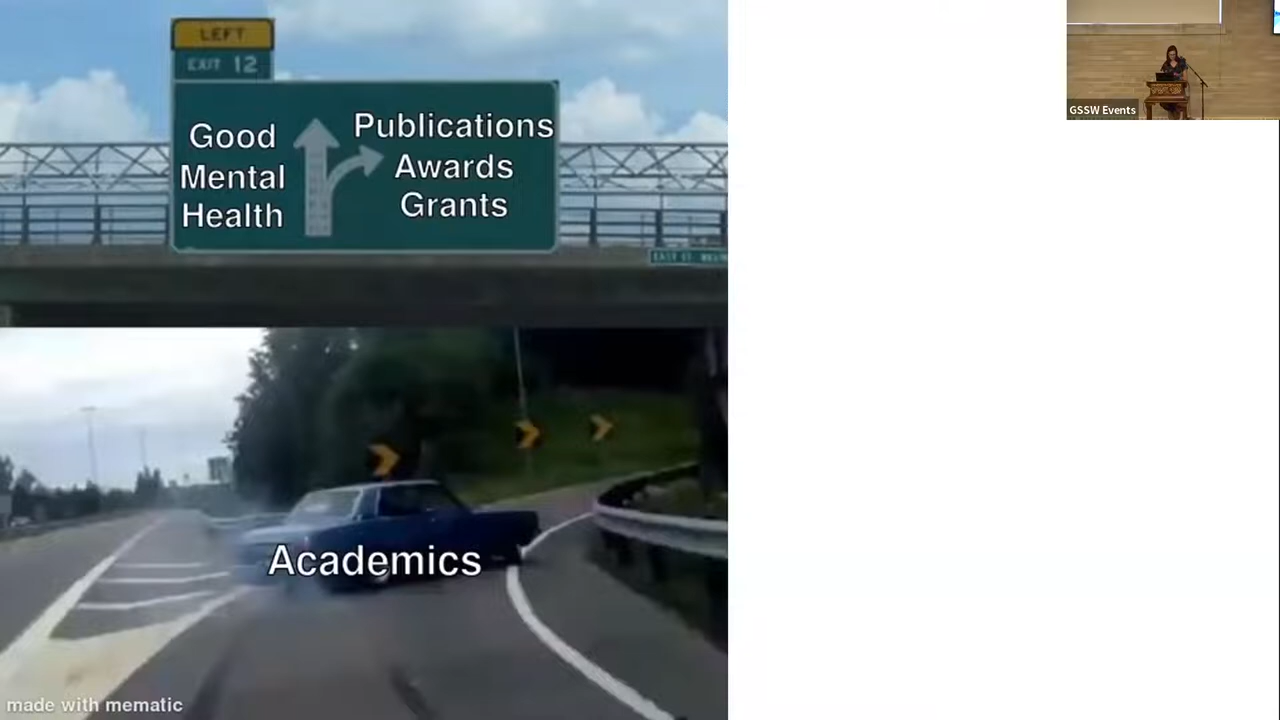 LEFT
EXIT 12
Good
Mental
Health
Publications
Awards
Grants
Academics
made with mematic
GSSW Events